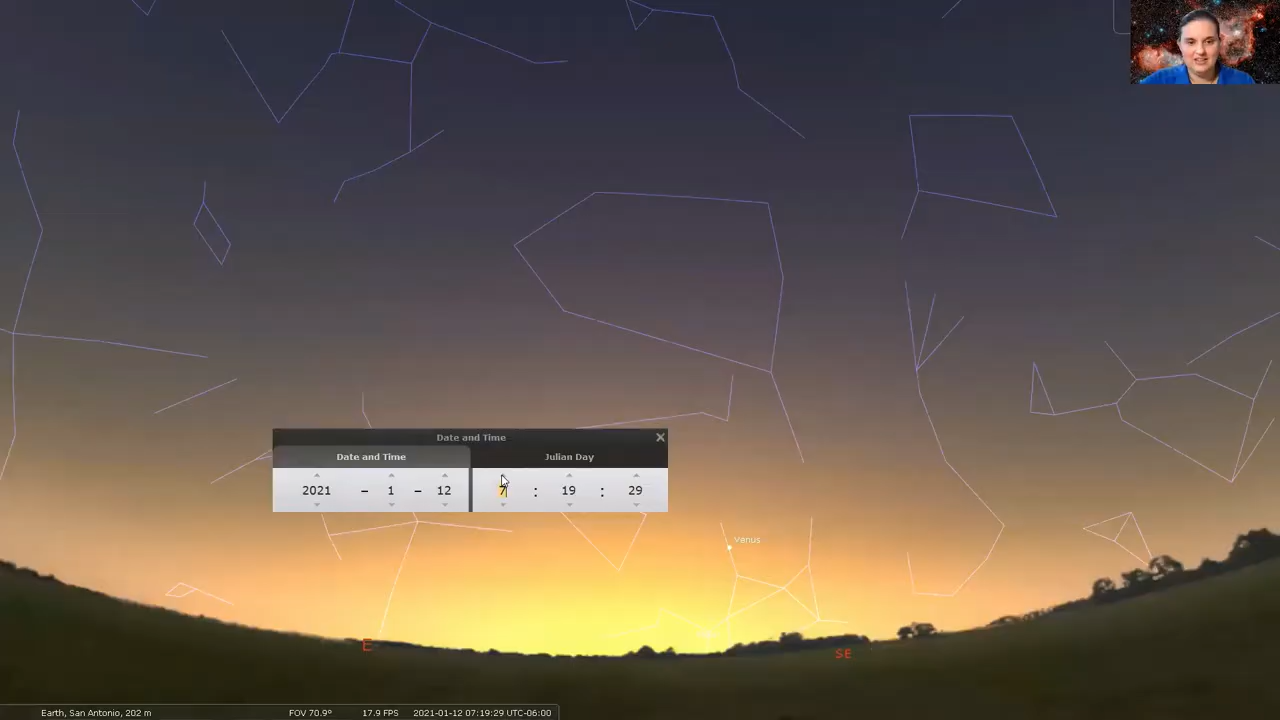 Date and Time
Date and Time Julian Day
2021 - 1 - 12 7 : 19 : 29
Venus
E
SE
Earth, San Antonio, 202 m FOV 70.9° 17.9 FPS 2021-01-12 07:19:29 UTC-06:00